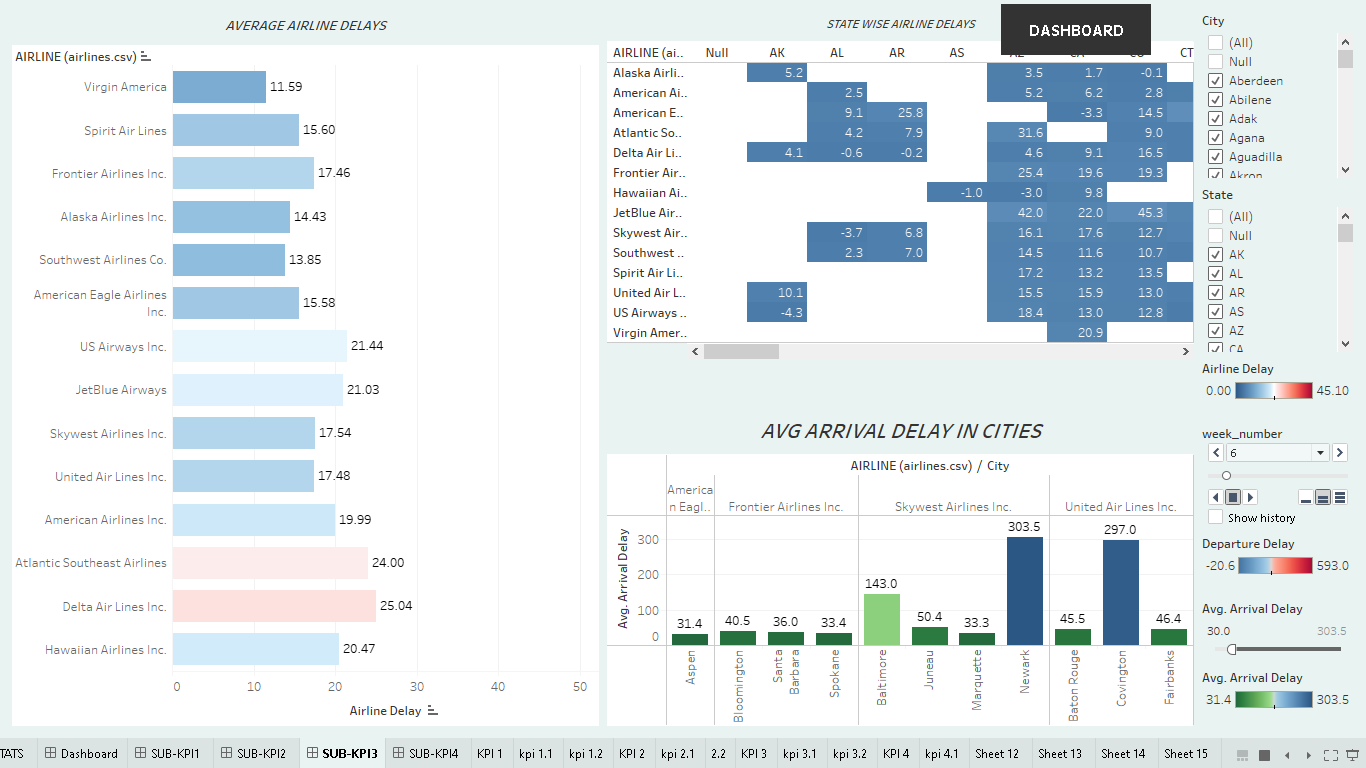 AVERAGE AIRLINE DELAYS
AIRLINE (airlines.csv)
Virgin America 11.59
Spirit Air Lines 15.60
Frontier Airlines Inc. 17.46
Alaska Airlines Inc. 14.43
Southwest Airlines Co. 13.85
American Eagle Airlines
Inc. 15.58
US Airways Inc. 21.44
JetBlue Airways 21.03
Skywest Airlines Inc. 17.54
United Air Lines Inc. 17.48
American Airlines Inc. 19.99
Atlantic Southeast Airlines 24.00
Delta Air Lines Inc. 25.04
Hawaiian Airlines Inc. 20.47
0 10 20 30 40 50
Airline Delay
STATE WISE AIRLINE DELAYS
DASHBOARD
AIRLINE (ai.. Null AK AL AR AS CT
Alaska Airli.. 5.2 3.5 1.7 -0.1
American Ai.. 2.5 5.2 6.2 2.8
American E.. 9.1 25.8 -3.3 14.5
Atlantic So.. 4.2 7.9 31.6 9.0
Delta Air Li.. 4.1 -0.6 -0.2 4.6 9.1 16.5
Frontier Air.. 25.4 19.6 19.3
Hawaiian Ai.. -1.0 -3.0 9.8
JetBlue Air.. 42.0 22.0 45.3
Skywest Air.. -3.7 6.8 16.1 17.6 12.7
Southwest .. 2.3 7.0 14.5 11.6 10.7
Spirit Air Li.. 17.2 13.2 13.5
United Air L.. 10.1 15.5 15.9 13.0
US Airways .. -4.3 18.4 13.0 12.8
Virgin Amer.. 20.9
AVG ARRIVAL DELAY IN CITIES
AIRLINE (airlines.csv) / City
America
n Eagl.. Frontier Airlines Inc. Skywest Airlines Inc. United Air Lines Inc.
Avg. Arrival Delay
300
200
100
0
31.4 40.5 36.0 33.4 143.0 50.4 33.3 303.5 45.5 297.0 46.4
Aspen
Bloomington
Santa
Barbara
Spokane
Baltimore
Juneau
Marquette
Newark
Baton Rouge
Covington
Fairbanks
City
(All)
Null
Aberdeen
Abilene
Adak
Agana
Aguadilla
Akron
State
(All)
Null
AK
AL
AR
AS
AZ
CA
Airline Delay
0.00 45.10
week_number
6
Show history
Departure Delay
-20.6 593.0
Avg. Arrival Delay
30.0 303.5
Avg. Arrival Delay
31.4 303.5
TATS Dashboard SUB-KPI1 SUB-KPI2 SUB-KPI3 SUB-KPI4 KPI 1 kpi 1.1 kpi 1.2 KPI 2 kpi 2.1 2.2 KPI 3 kpi 3.1 kpi 3.2 KPI 4 kpi 4.1 Sheet 12 Sheet 13 Sheet 14 Sheet 15